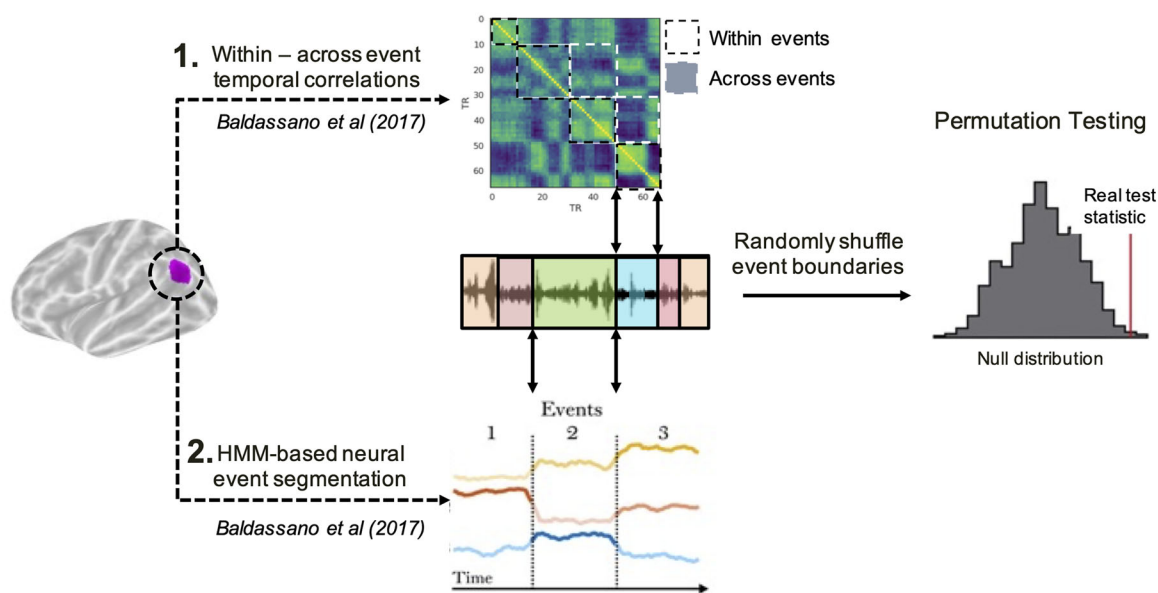 1. Within – across event
temporal correlations
Baldassano et al (2017)
0
10
20
30
40
50
60
TR
0 20 40 60
TR
Within events
Across events
Permutation Testing
Real test
statistic
Randomly shuffle
event boundaries
Null distribution
2. HMM-based neural
event segmentation
Baldassano et al (2017)
Events
1 2 3
Time